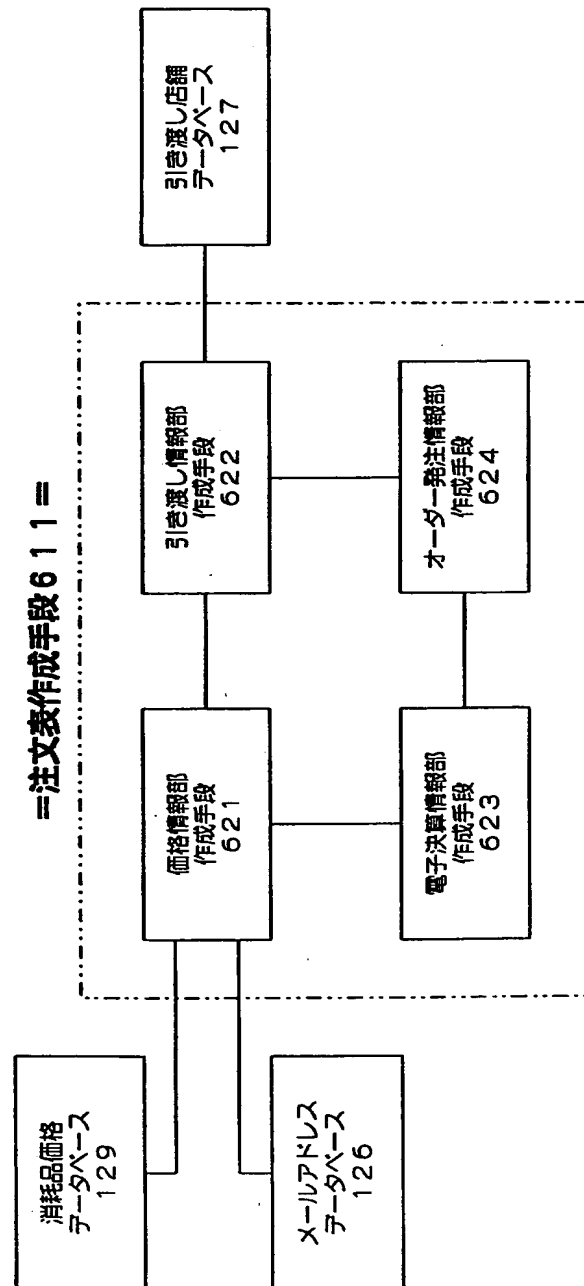 =注文表作成手段611=
消耗品価格
データベース
129
メールアドレス
データベース
126
価格情報部
作成手段
621
引き渡し情報部
作成手段
622
電子決算情報部
作成手段
623
オーダー発注情報部
作成手段
624
引き渡し店舗
データベース
127